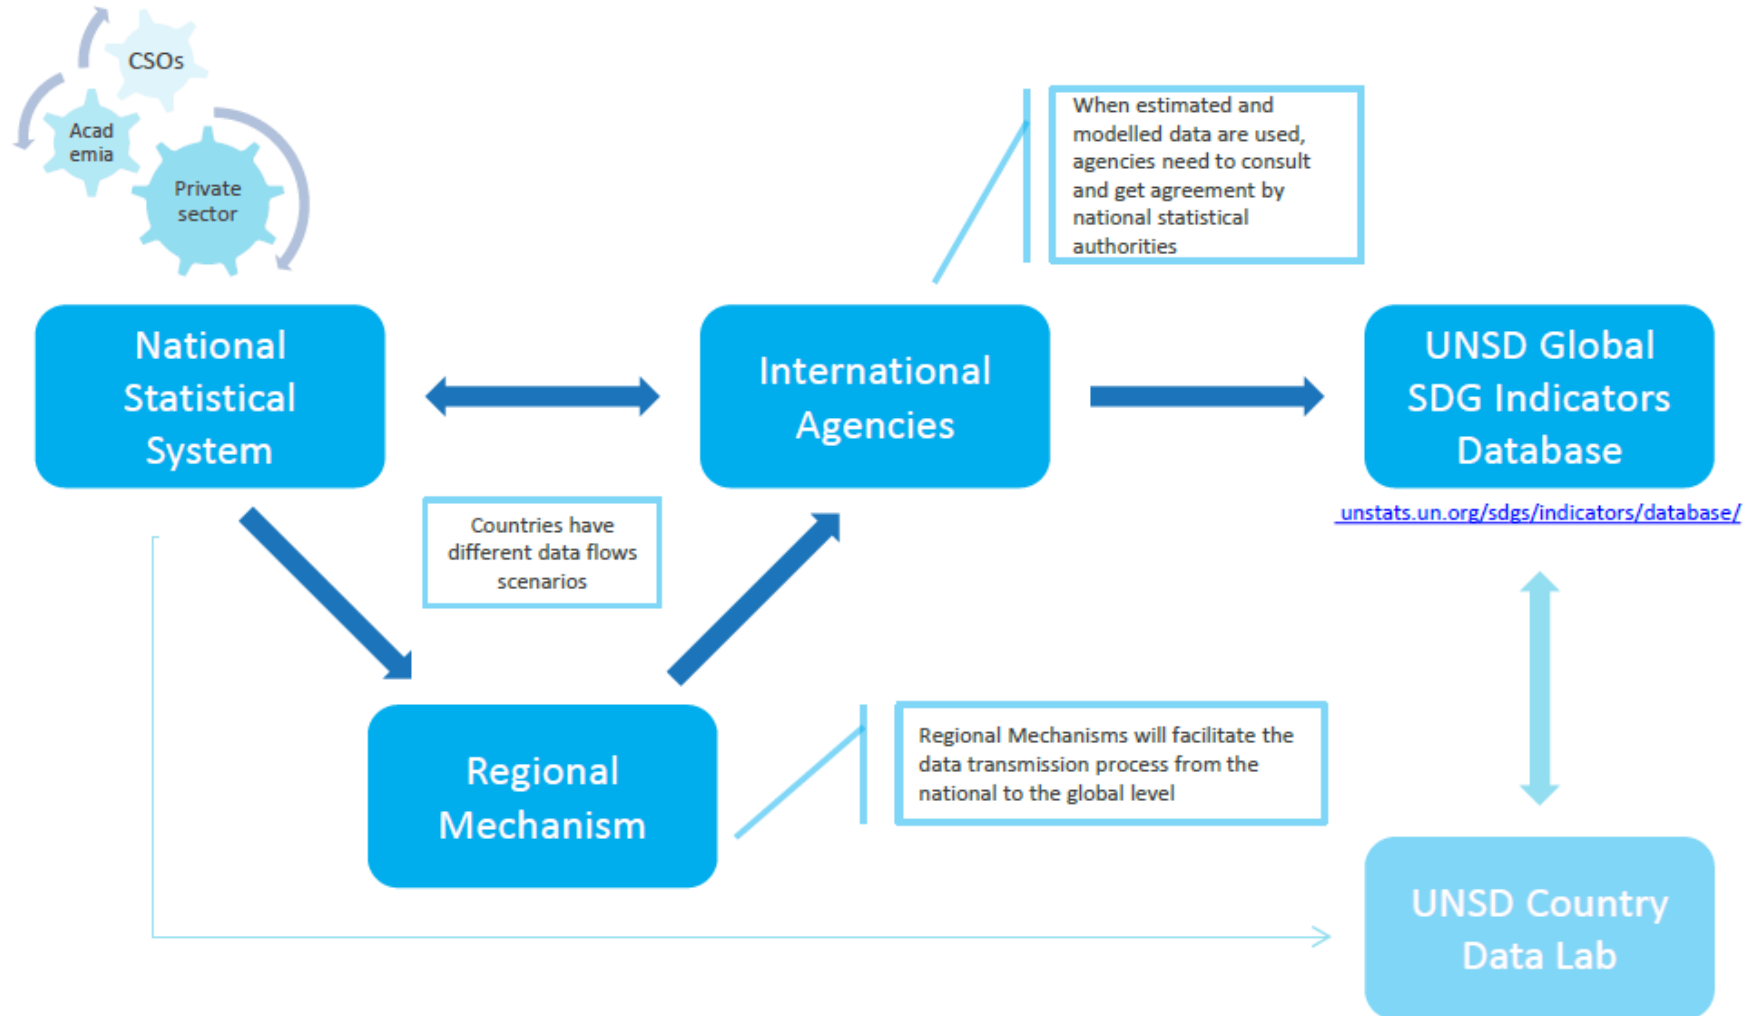 CSOs
Acad
emia
Private
sector
When estimated and
modelled data are used,
agencies need to consult
and get agreement by
national statistical
authorities
National
Statistical
System
International
Agencies
UNSD Global
SDG Indicators
Database
unstats.un.org/sdgs/indicators/database/
Countries have
different data flows
scenarios
Regional
Mechanism
Regional Mechanisms will facilitate the
data transmission process from the
national to the global level
UNSD Country
Data Lab